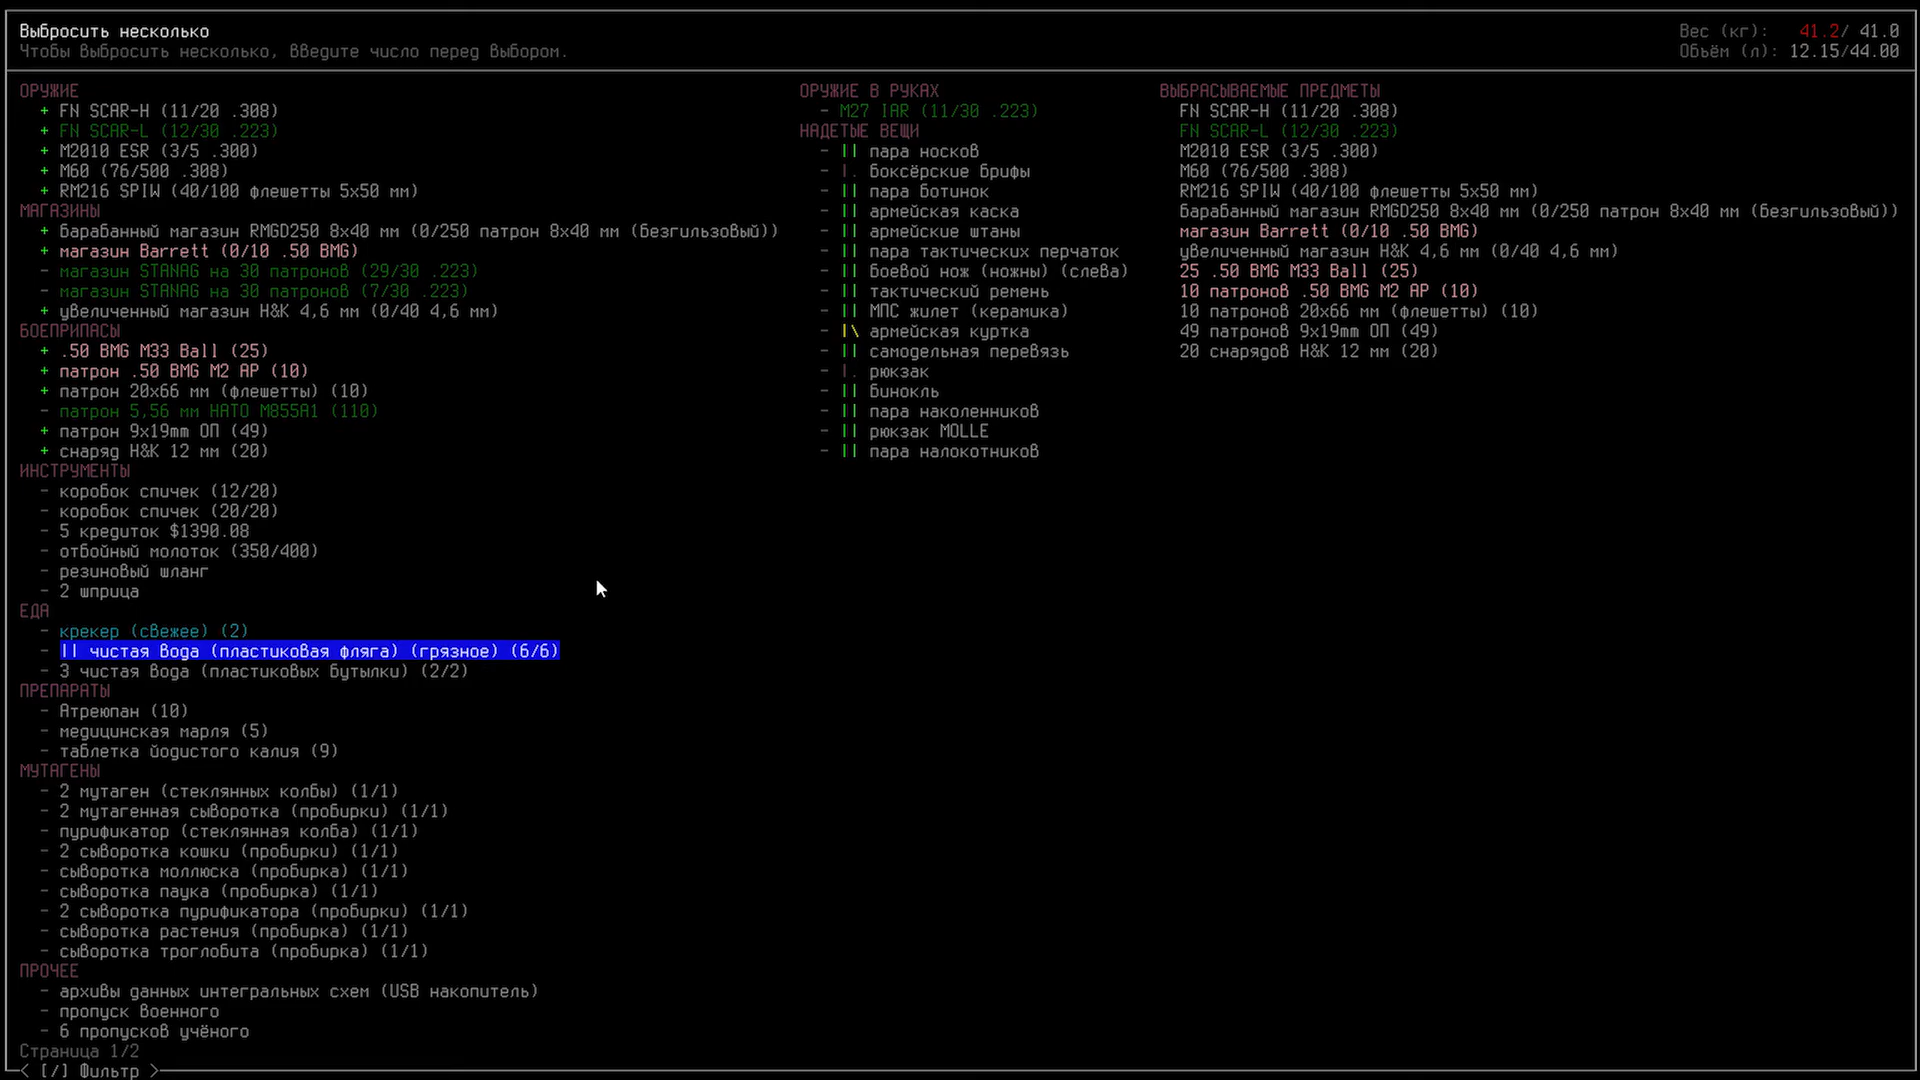 Выбросить несколько
Чтобы выбросить несколько, введите число перед выбором.
Вес (кг): 41.2/ 41.0
Объём (л): 12.15/44.00
ОРУЖИЕ
+ FN SCAR-H (11/20 .308)
+ FN SCAR-L (12/30 .223)
+ M2010 ESR (3/5 .300)
+ M60 (76/500 .308)
+ RM216 SPIW (40/100 флешетты 5x50 мм)
МАГАЗИНЫ
+ барабанный магазин RMGD250 8x40 мм (0/250 патрон 8x40 мм (безгильзовый))
+ магазин Barrett (0/10 .50 BMG)
- магазин STANAG на 30 патронов (29/30 .223)
- магазин STANAG на 30 патронов (7/30 .223)
+ увеличенный магазин H&K 4,6 мм (0/40 4,6 мм)
БОЕПРИПАСЫ
+ .50 BMG M33 Ball (25)
+ патрон .50 BMG M2 AP (10)
+ патрон 20x66 мм (флешетты) (10)
- патрон 5,56 мм НАТО M855A1 (110)
+ патрон 9x19mm ОП (49)
+ снаряд H&K 12 мм (20)
ИНСТРУМЕНТЫ
- коробок спичек (12/20)
- коробок спичек (20/20)
- 5 кредиток $1390.08
- отбойный молоток (350/400)
- резиновый шланг
- 2 шприца
ЕДА
- крекер (свежее) (2)
- || чистая вода (пластиковая фляга) (грязное) (6/6)
- 3 чистая вода (пластиковых бутылки) (2/2)
ПРЕПАРАТЫ
- Атреюпан (10)
- медицинская марля (5)
- таблетка йодистого калия (9)
МУТАГЕНЫ
- 2 мутаген (стеклянных колбы) (1/1)
- 2 мутагенная сыворотка (пробирки) (1/1)
- пурификатор (стеклянная колба) (1/1)
- 2 сыворотка кошки (пробирки) (1/1)
- сыворотка моллюска (пробирка) (1/1)
- сыворотка паука (пробирка) (1/1)
- 2 сыворотка пурификатора (пробирки) (1/1)
- сыворотка растения (пробирка) (1/1)
- сыворотка троглобита (пробирка) (1/1)
ПРОЧЕЕ
- архивы данных интегральных схем (USB накопитель)
- пропуск военного
- 6 пропусков учёного
Страница 1/2
< [/] Фильтр >
ОРУЖИЕ В РУКАХ
- M27 IAR (11/30 .223)
НАДЕТЫЕ ВЕЩИ
- || пара носков
- |. боксёрские брифы
- || пара ботинок
- || армейская каска
- || армейские штаны
- || пара тактических перчаток
- || боевой нож (ножны) (слева)
- || тактический ремень
- || МПС жилет (керамика)
- |\ армейская куртка
- || самодельная перевязь
- |. рюкзак
- || бинокль
- || пара наколенников
- || рюкзак MOLLE
- || пара налокотников
ВЫБРАСЫВАЕМЫЕ ПРЕДМЕТЫ
FN SCAR-H (11/20 .308)
FN SCAR-L (12/30 .223)
M2010 ESR (3/5 .300)
M60 (76/500 .308)
RM216 SPIW (40/100 флешетты 5x50 мм)
барабанный магазин RMGD250 8x40 мм (0/250 патрон 8x40 мм (безгильзовый))
магазин Barrett (0/10 .50 BMG)
увеличенный магазин H&K 4,6 мм (0/40 4,6 мм)
25 .50 BMG M33 Ball (25)
10 патронов .50 BMG M2 AP (10)
10 патронов 20x66 мм (флешетты) (10)
49 патронов 9x19mm ОП (49)
20 снарядов H&K 12 мм (20)